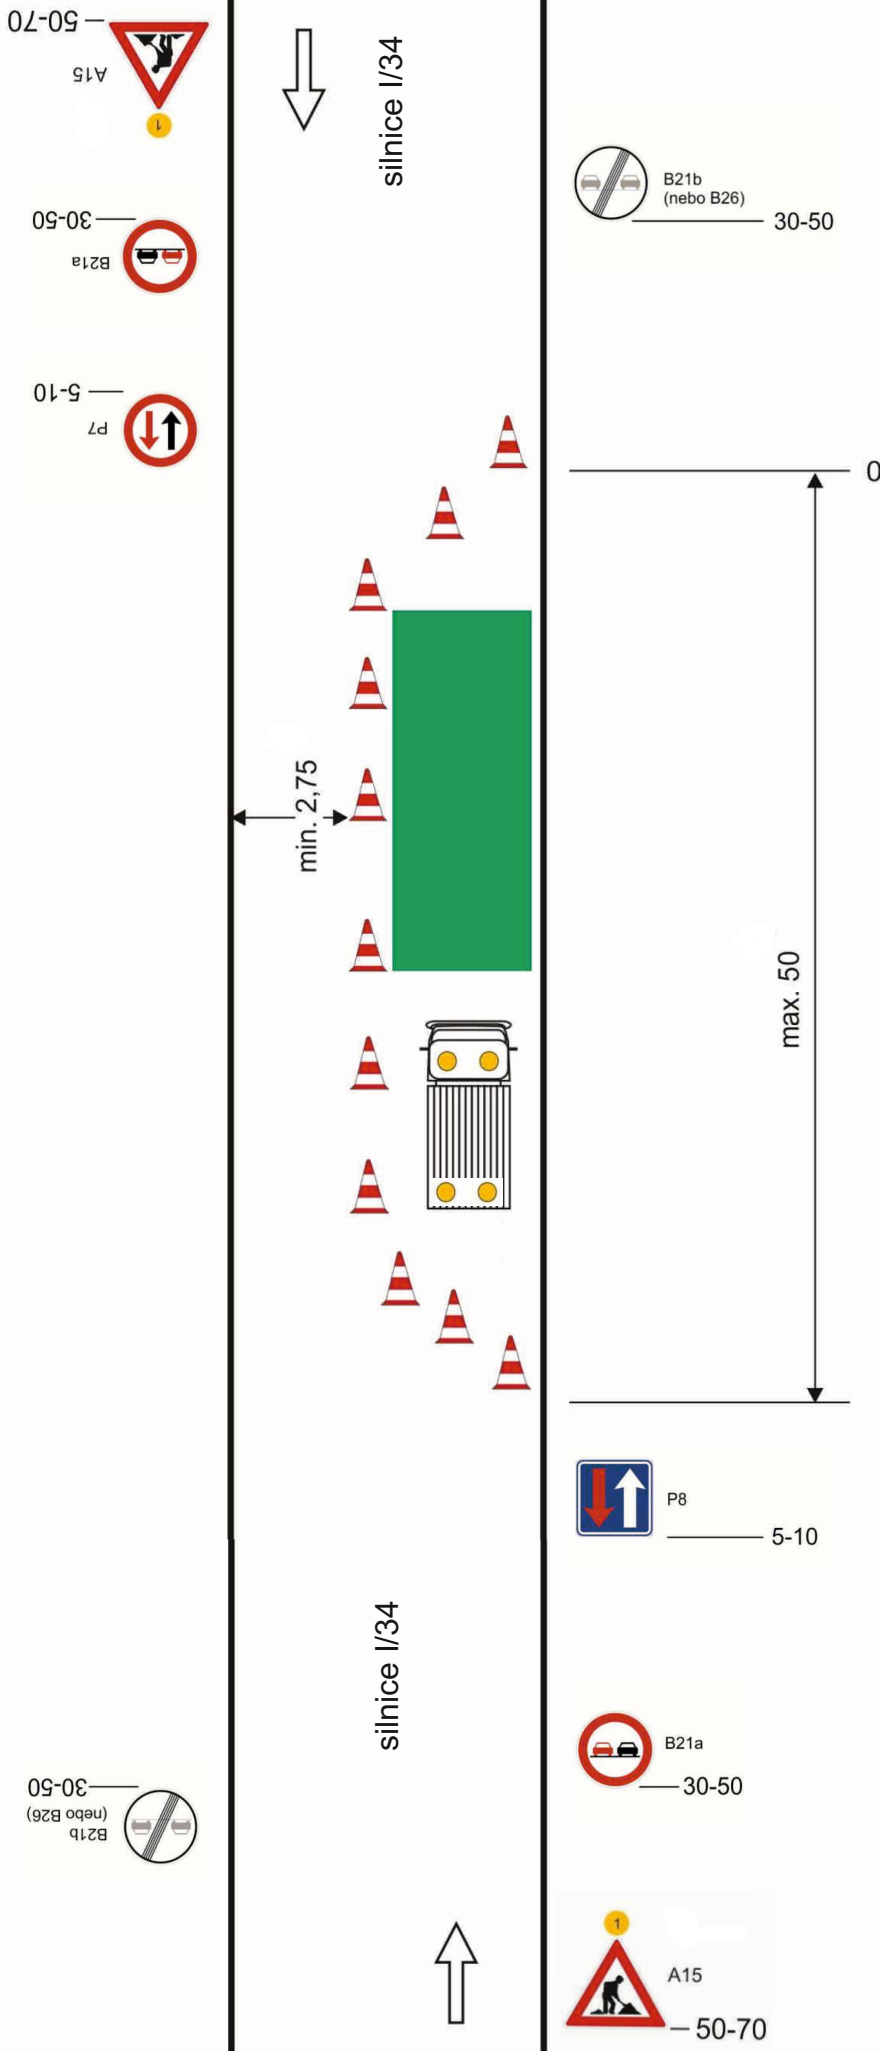 50-70
A15
1
silnice I/34
B21b
(nebo B26)
30-50
30-50
B21a
5-10
P7
0
min. 2,75
max. 50
P8
5-10
silnice I/34
B21a
30-50
30-50
(nebo B26)
B21b
1
A15
50-70